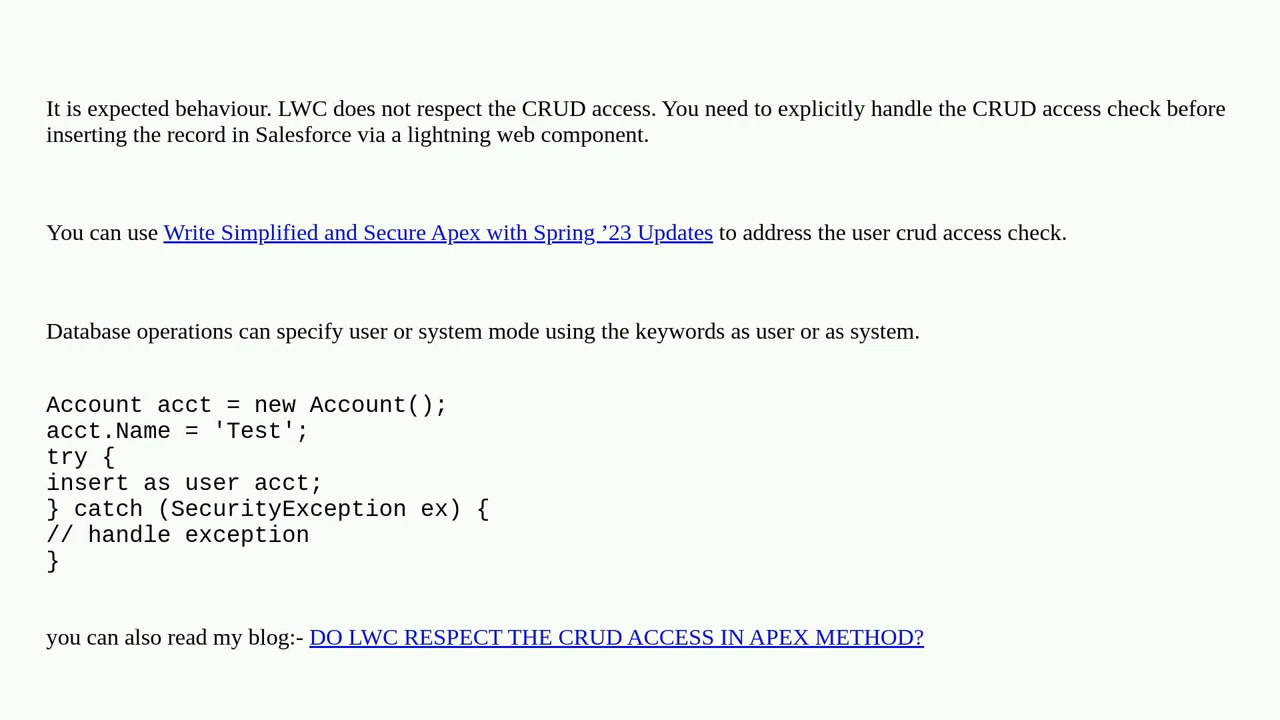 It is expected behaviour. LWC does not respect the CRUD access. You need to explicitly handle the CRUD access check before
inserting the record in Salesforce via a lightning web component.
You can use Write Simplified and Secure Apex with Spring ’23 Updates to address the user crud access check.
Database operations can specify user or system mode using the keywords as user or as system.
Account acct = new Account();
acct.Name = 'Test';
try {
insert as user acct;
} catch (SecurityException ex) {
// handle exception
}
you can also read my blog:- DO LWC RESPECT THE CRUD ACCESS IN APEX METHOD?